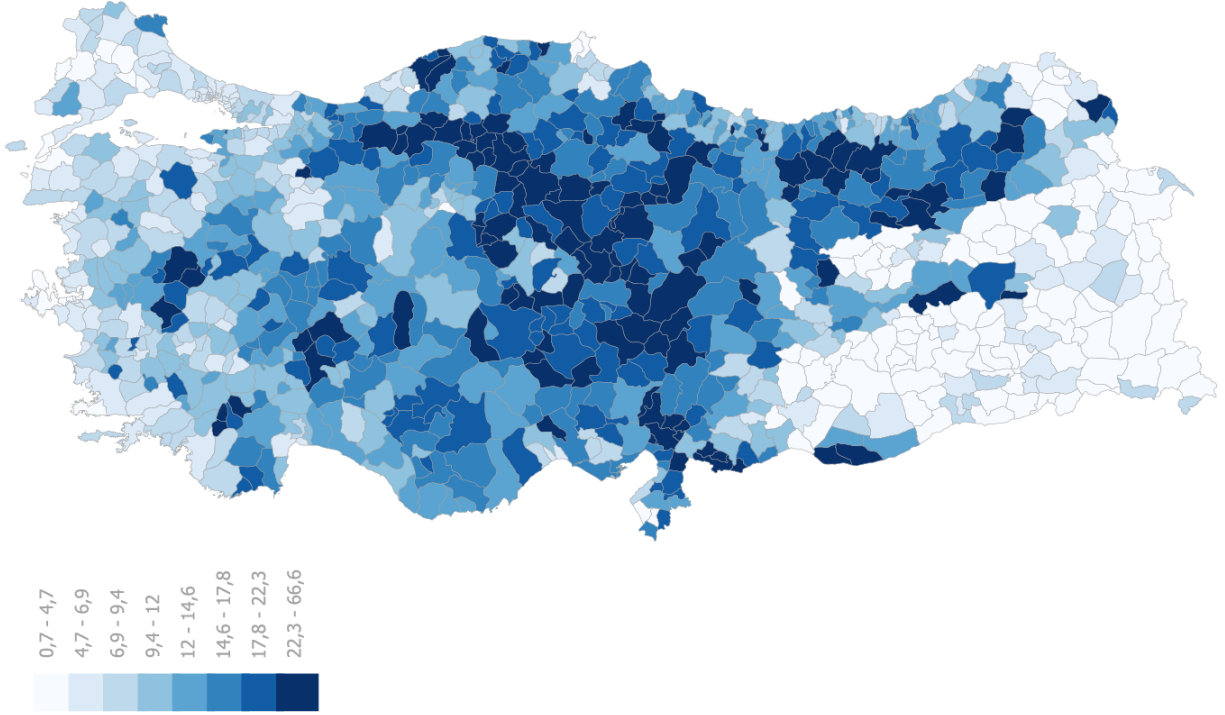 0,7 - 4,7
4,7 - 6,9
6,9 - 9,4
9,4 - 12
12 - 14,6
14,6 - 17,8
17,8 - 22,3
22,3 - 66,6